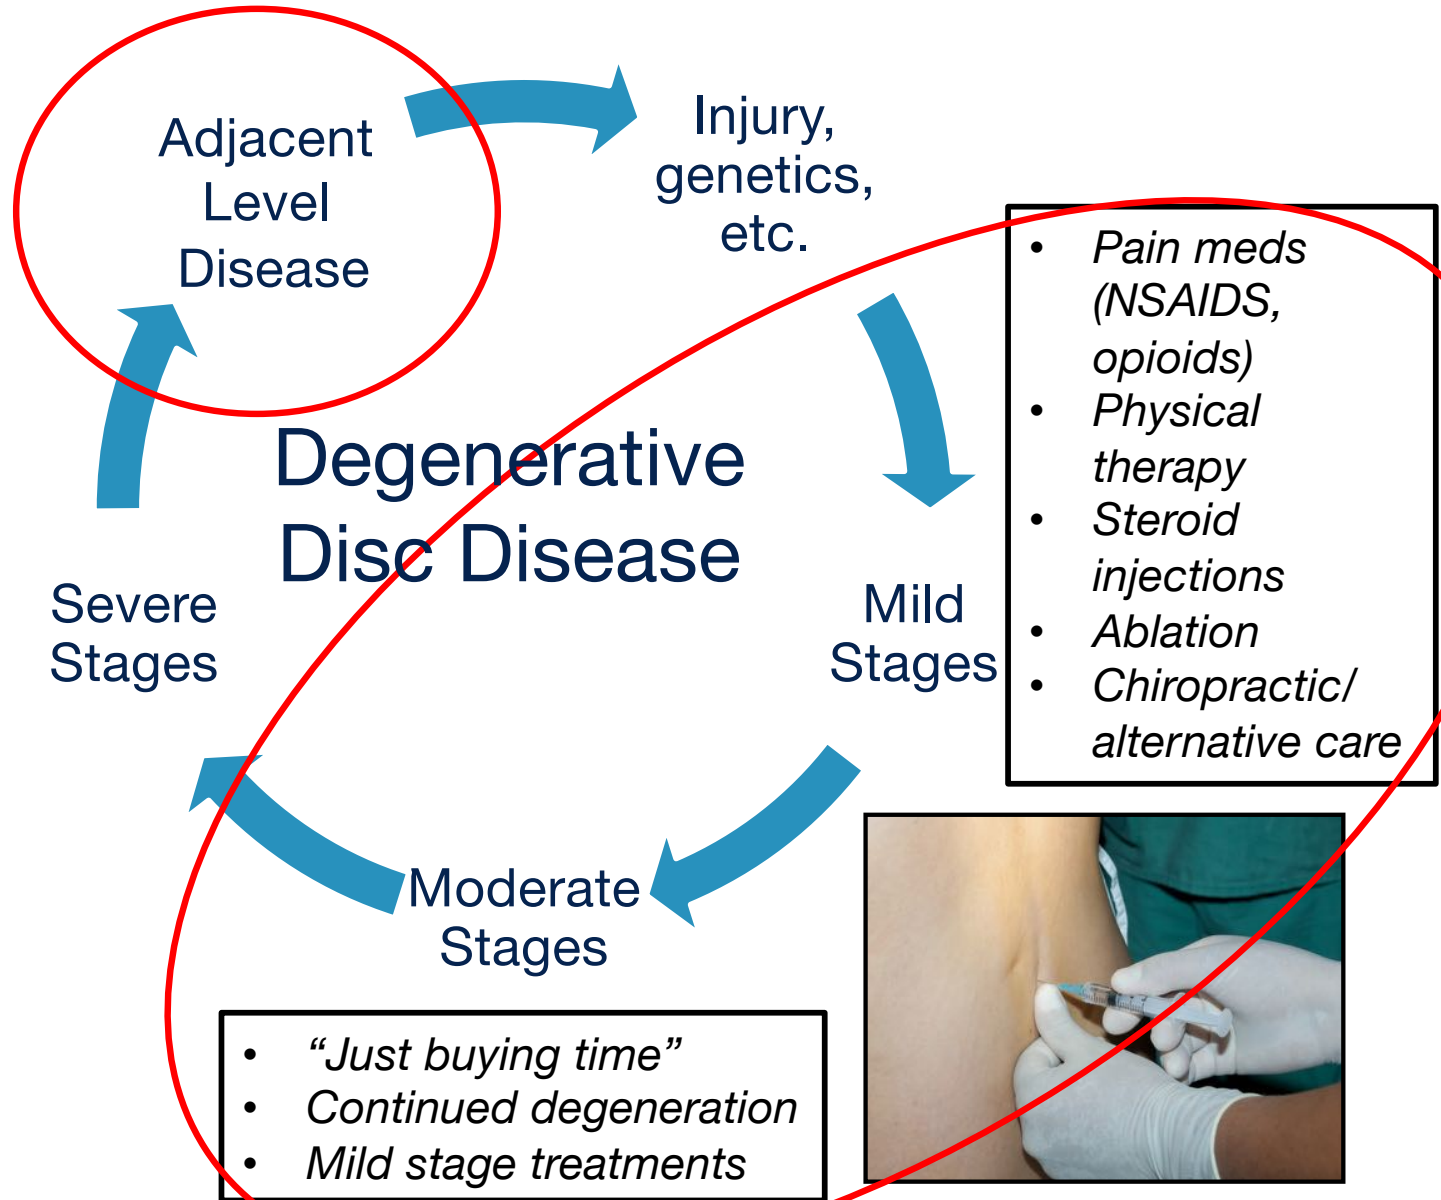 Adjacent
Level
Disease
Injury,
genetics,
etc.
• Pain meds
(NSAIDS,
opioids)
• Physical
therapy
• Steroid
injections
• Ablation
• Chiropractic/
alternative care
Degenerative
Disc Disease
Severe
Stages
Mild
Stages
Moderate
Stages
• “Just buying time”
• Continued degeneration
• Mild stage treatments